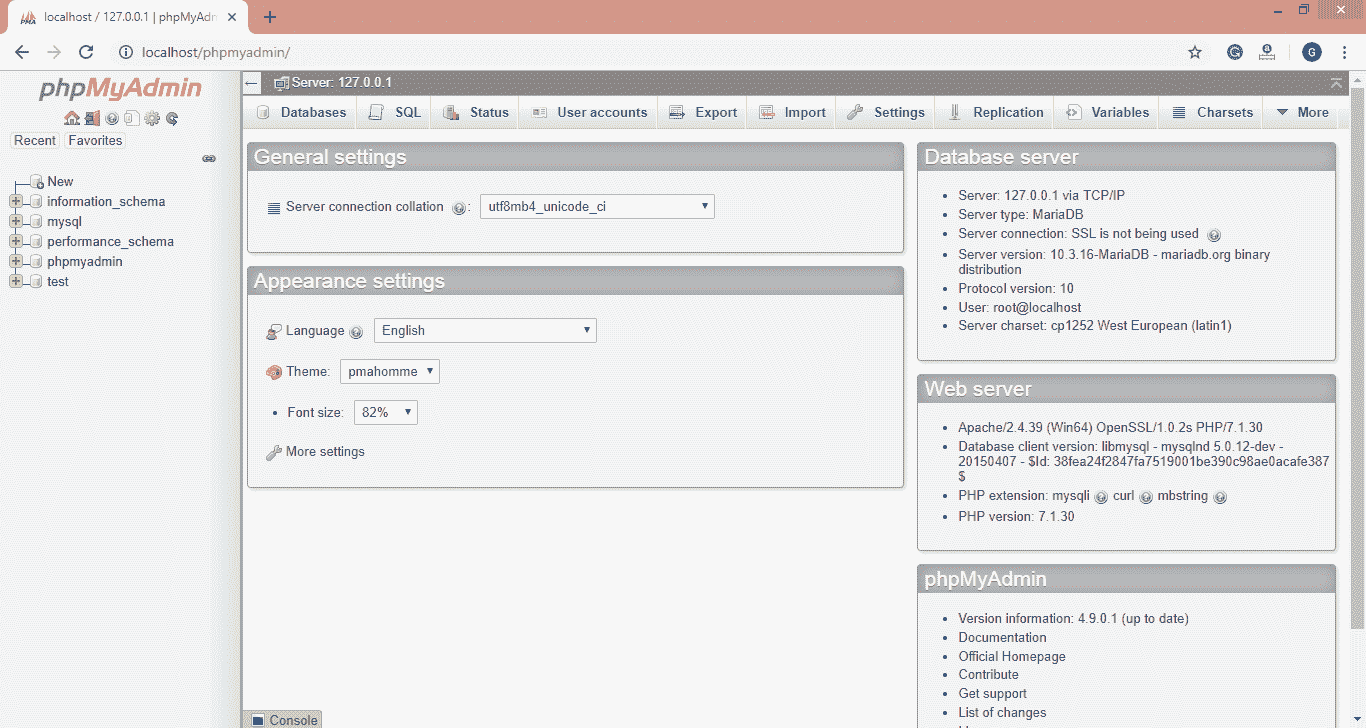 localhost / 127.0.0.1 | phpMyAdm
localhost/phpmyadmin/
G
phpMyAdmin
Recent Favorites
New
information_schema
mysql
performance_schema
phpmyadmin
test
Server: 127.0.0.1
Databases SQL Status User accounts Export Import Settings Replication Variables Charsets More
General settings
Server connection collation : utf8mb4_unicode_ci
Appearance settings
Language English
Theme: pmahomme
Font size: 82%
More settings
Database server
Server: 127.0.0.1 via TCP/IP
Server type: MariaDB
Server connection: SSL is not being used
Server version: 10.3.16-MariaDB - mariadb.org binary
distribution
Protocol version: 10
User: root@localhost
Server charset: cp1252 West European (latin1)
Web server
Apache/2.4.39 (Win64) OpenSSL/1.0.2s PHP/7.1.30
Database client version: libmysql - mysqlnd 5.0.12-dev -
20150407 - $Id: 38fea24f2847fa7519001be390c98ae0acafe387
$
PHP extension: mysqli curl mbstring
PHP version: 7.1.30
phpMyAdmin
Version information: 4.9.0.1 (up to date)
Documentation
Official Homepage
Contribute
Get support
List of changes
Console